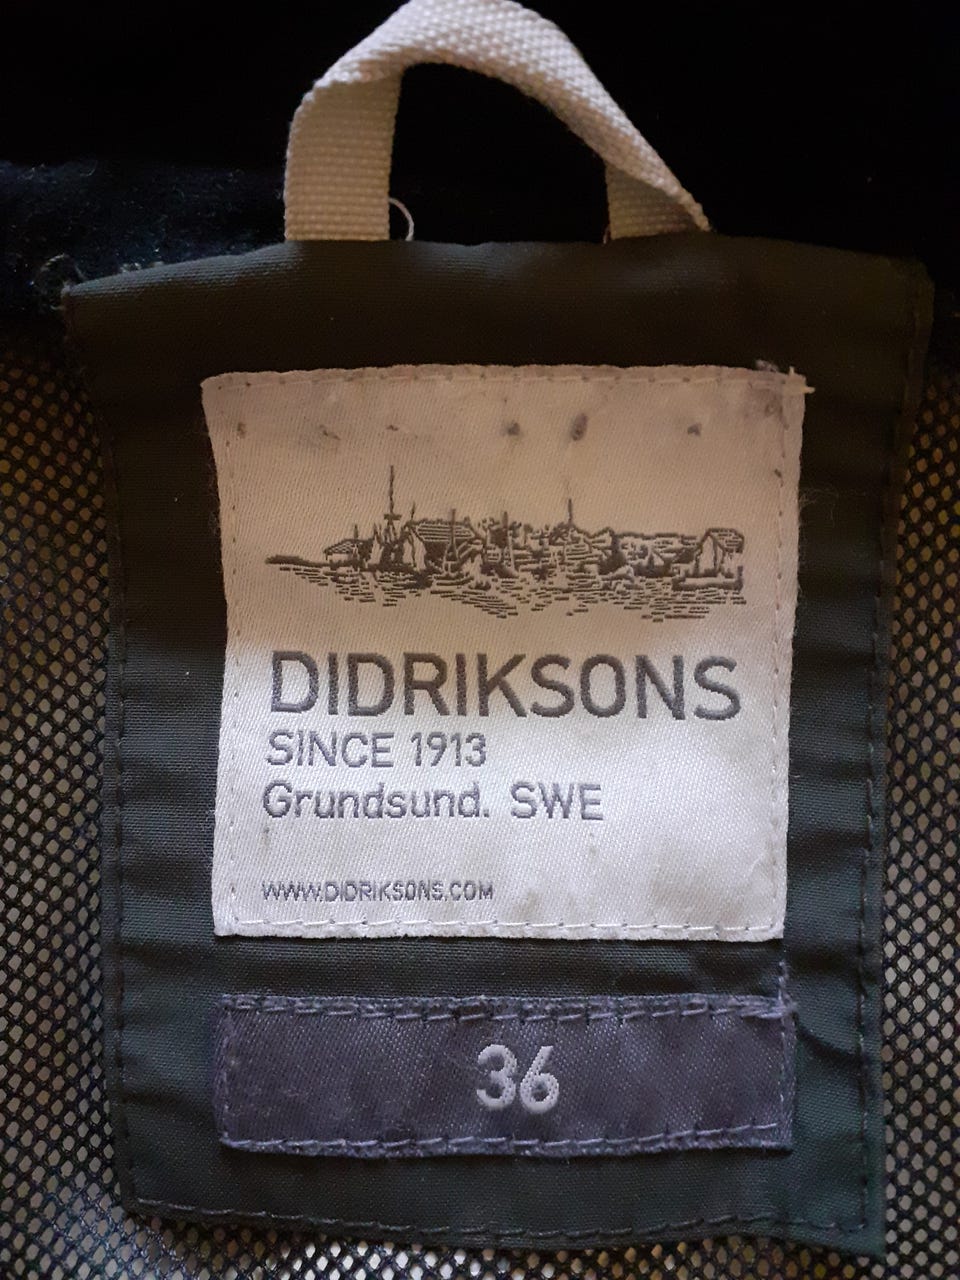 DIDRIKSONS
SINCE 1913
Grundsund. SWE
WWW.DIDRIKSONS.COM
36